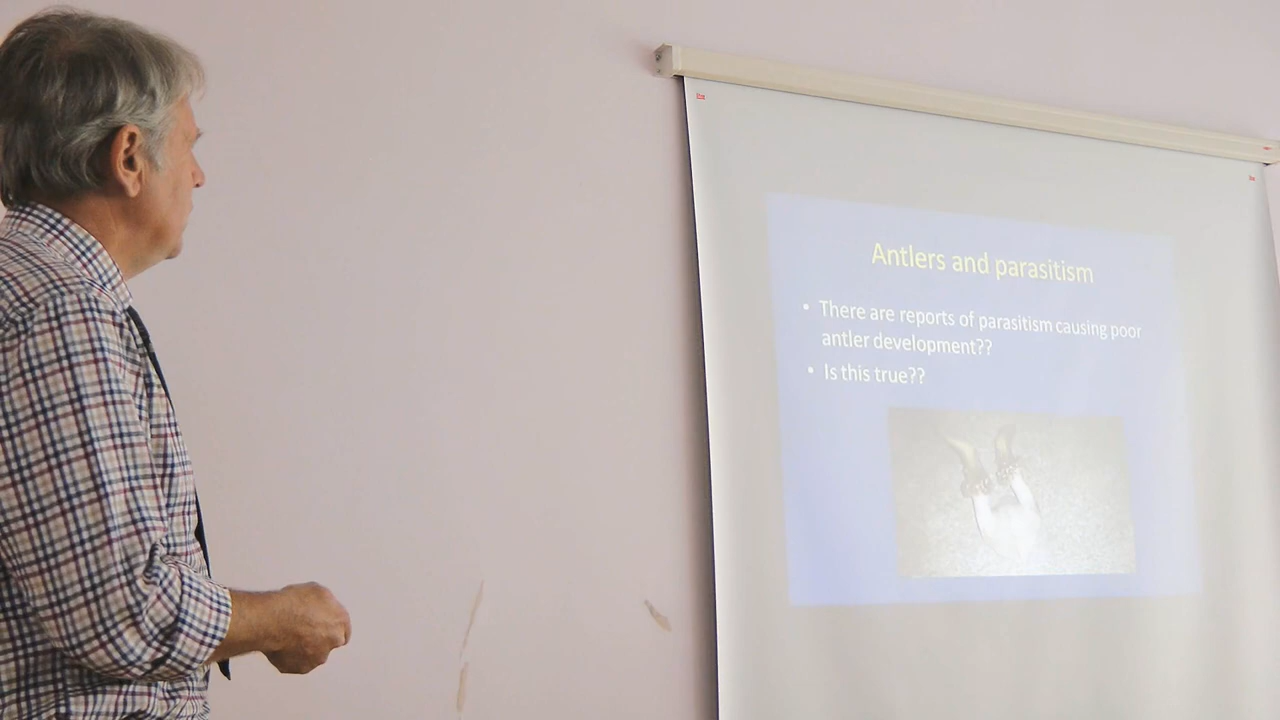 Antlers and parasitism
• There are reports of parasitism causing poor
antler development??
• Is this true??